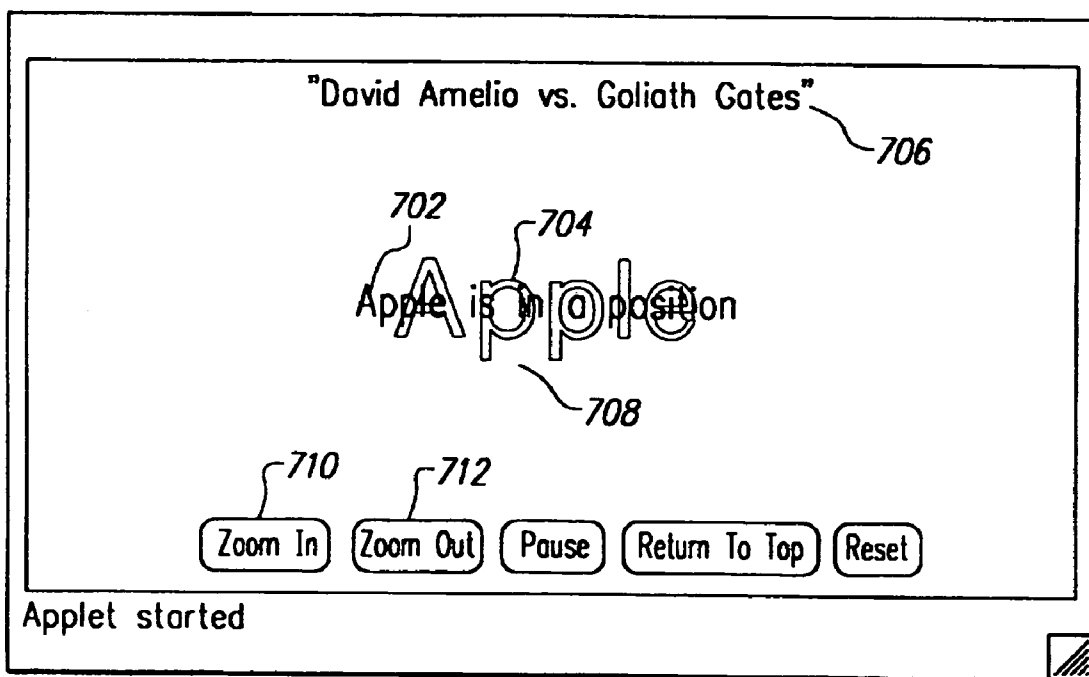 "David Amelio vs. Goliath Gates"
706
702
704
Apple
Apple is in a position
708
710
712
Zoom In Zoom Out Pause Return To Top Reset
Applet started